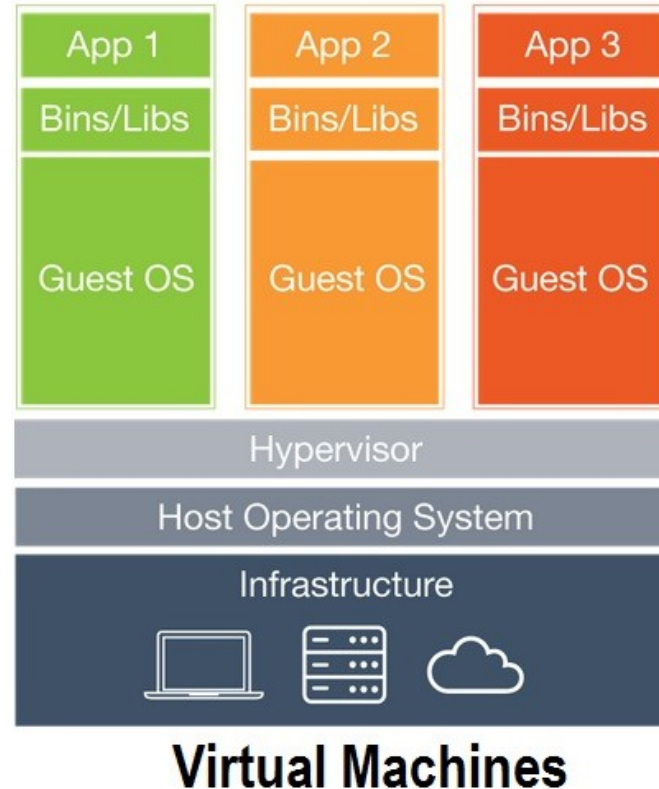 App 1
App 2
App 3
Bins/Libs
Bins/Libs
Bins/Libs
Guest OS
Guest OS
Guest OS
Hypervisor
Host Operating System
Infrastructure
Virtual Machines